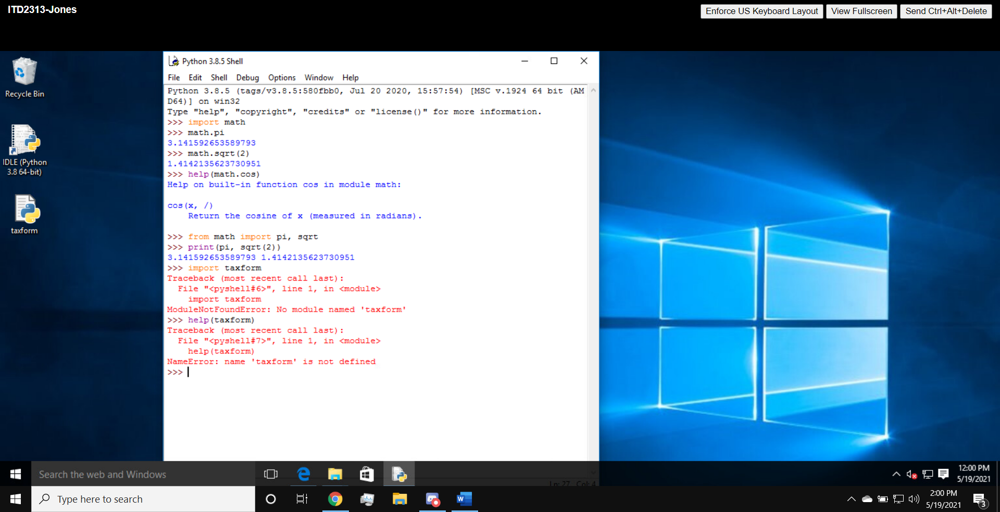 ITD2313-Jones
Enforce US Keyboard Layout View Fullscreen Send Ctrl+Alt+Delete
Recycle Bin
IDLE (Python
3.8 64-bit)
taxform
Python 3.8.5 Shell
File Edit Shell Debug Options Window Help
Python 3.8.5 (tags/v3.8.5:580fbb0, Jul 20 2020, 15:57:54) [MSC v.1924 64 bit (AM
D64)] on win32
Type "help", "copyright", "credits" or "license()" for more information.
>>> import math
>>> math.pi
3.141592653589793
>>> math.sqrt(2)
1.4142135623730951
>>> help(math.cos)
Help on built-in function cos in module math:
cos(x, /)
    Return the cosine of x (measured in radians).
>>> from math import pi, sqrt
>>> print(pi, sqrt(2))
3.141592653589793 1.4142135623730951
>>> import taxform
Traceback (most recent call last):
  File "<pyshell#6>", line 1, in <module>
    import taxform
ModuleNotFoundError: No module named 'taxform'
>>> help(taxform)
Traceback (most recent call last):
  File "<pyshell#7>", line 1, in <module>
    help(taxform)
NameError: name 'taxform' is not defined
>>>
Ln: 27 Col: 4
Search the web and Windows
12:00 PM
5/19/2021
Type here to search
2:00 PM
5/19/2021
3